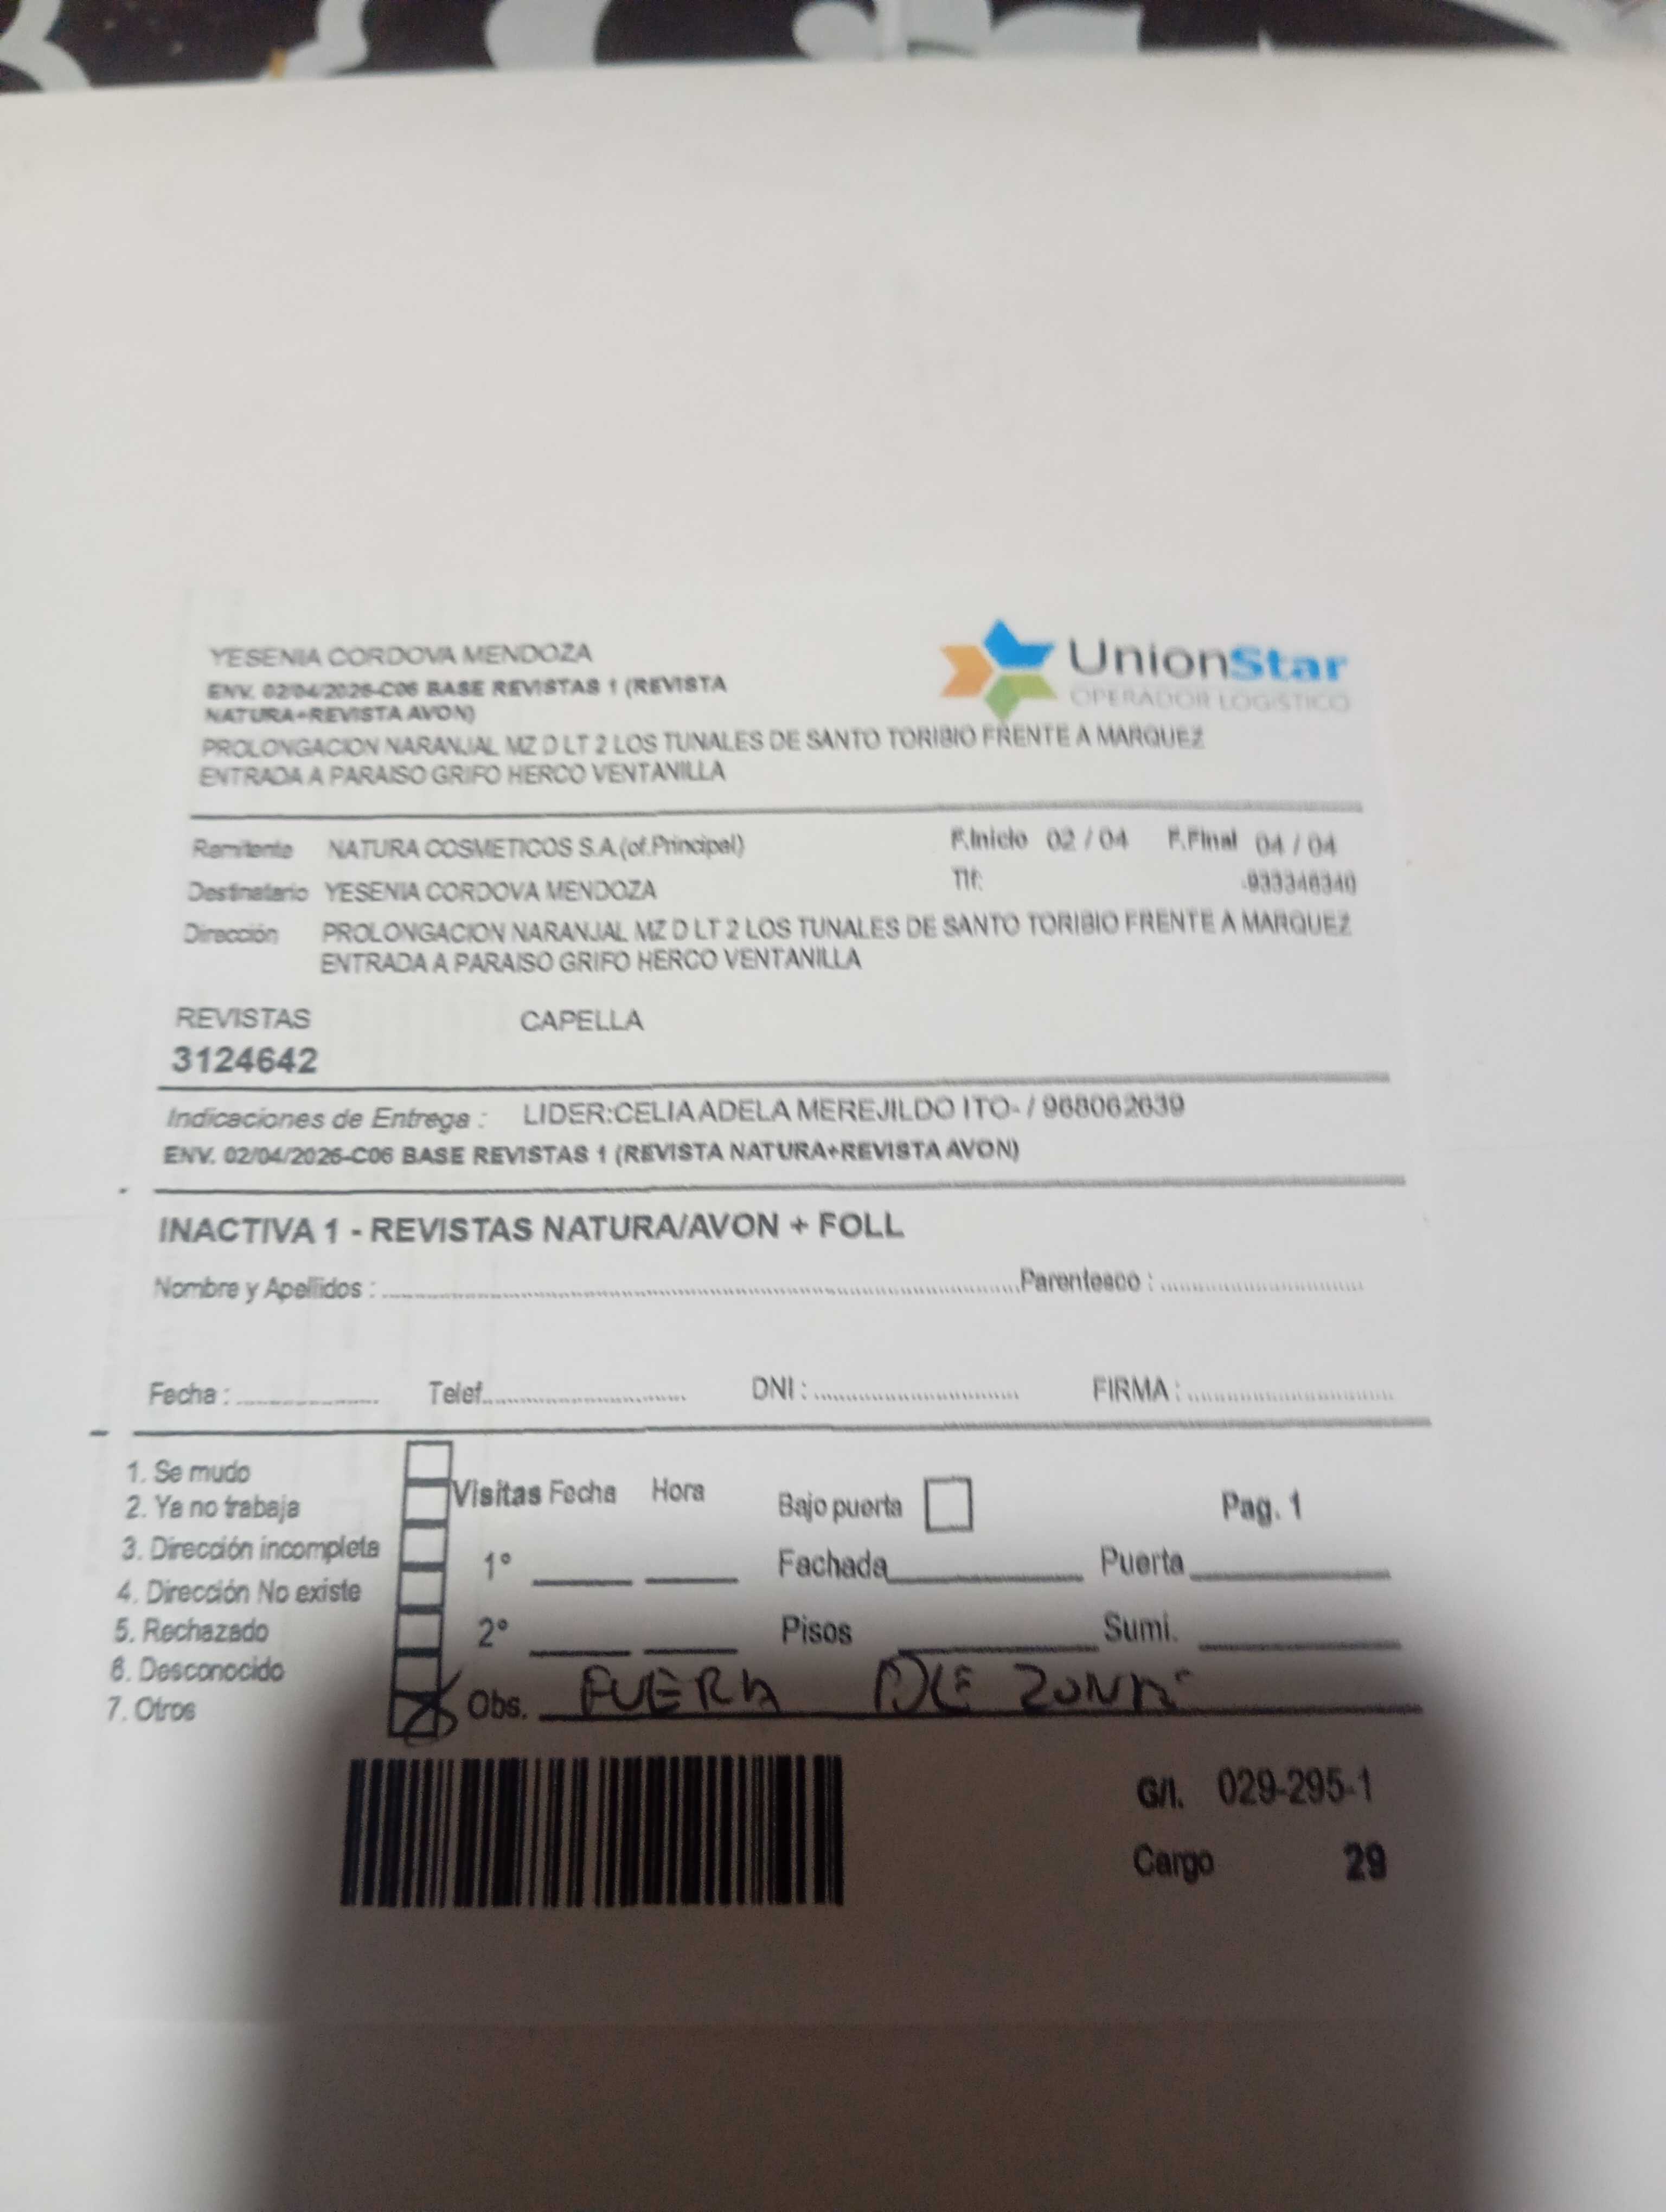 YESENIA CORDOVA MENDOZA
UnionStar
OPERADOR LOGISTICO
ENV. 02/04/2026-C06 BASE REVISTAS 1 (REVISTA
NATURA+REVISTA AVON)
PROLONGACION NARANJAL MZ D LT 2 LOS TUNALES DE SANTO TORIBIO FRENTE A MARQUEZ
ENTRADA A PARAISO GRIFO HERCO VENTANILLA
Remitente NATURA COSMETICOS S.A.(of.Principal) F.Inicio 02 / 04 F.Final 04 / 04
Destinatario YESENIA CORDOVA MENDOZA Tlf: -933346340
Dirección PROLONGACION NARANJAL MZ D LT 2 LOS TUNALES DE SANTO TORIBIO FRENTE A MARQUEZ
ENTRADA A PARAISO GRIFO HERCO VENTANILLA
REVISTAS CAPELLA
3124642
Indicaciones de Entrega : LIDER:CELIA ADELA MEREJILDO ITO- / 968062639
ENV. 02/04/2026-C06 BASE REVISTAS 1 (REVISTA NATURA+REVISTA AVON)
INACTIVA 1 - REVISTAS NATURA/AVON + FOLL
Nombre y Apellidos : Parentesco :
Fecha : Telef. DNI : FIRMA :
1. Se mudo
2. Ya no trabaja
3. Dirección incompleta
4. Dirección No existe
5. Rechazado
6. Desconocido
7. Otros
Visitas Fecha Hora Bajo puerta Pag. 1
1° Fachada Puerta
2° Pisos Sumi.
Obs. FUERA DE ZONA
G/I. 029-295-1
Cargo 29